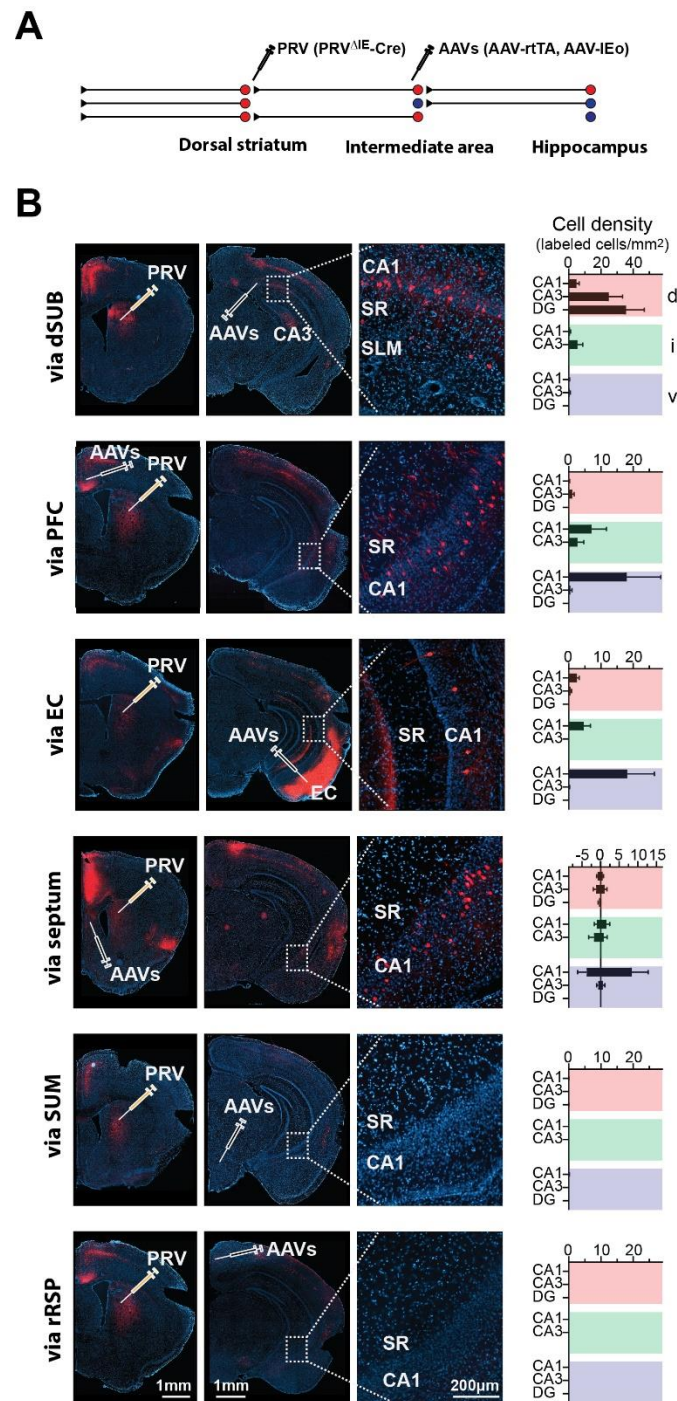 A
PRV (PRVΔIE-Cre)
AAVs (AAV-rtTA, AAV-IEo)
Dorsal striatum
Intermediate area
Hippocampus
B
Cell density
(labeled cells/mm2)
via dSUB
PRV
AAVs
CA3
CA1
SR
SLM
0 10 20
CA1
CA3
DG
d
CA1
CA3
i
CA1
CA3
DG
v
via PFC
AAVs
PRV
SR
CA1
0 10 20
CA1
CA3
DG
CA1
CA3
CA1
CA3
DG
via EC
PRV
AAVs
EC
SR
CA1
0 10 20
CA1
CA3
DG
CA1
CA3
CA1
CA3
DG
via septum
PRV
AAVs
SR
CA1
-5 0 5 10 15
CA1
CA3
DG
CA1
CA3
CA1
CA3
DG
via SUM
PRV
AAVs
SR
CA1
0 10 20
CA1
CA3
DG
CA1
CA3
CA1
CA3
DG
via rRSP
PRV
1mm
AAVs
1mm
SR
CA1
200µm
0 10 20
CA1
CA3
DG
CA1
CA3
CA1
CA3
DG